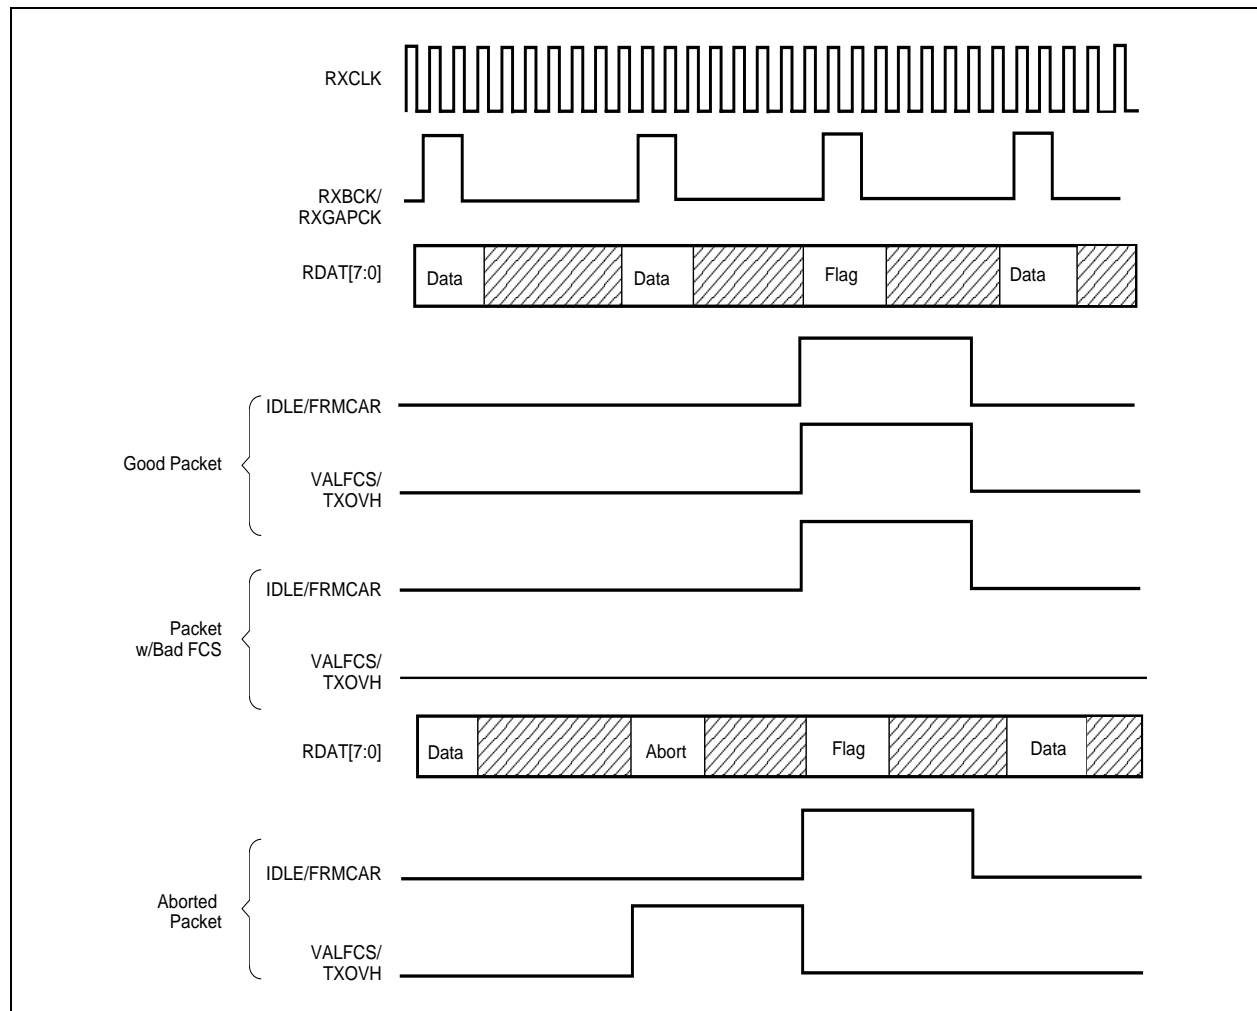 RXCLK
RXBCK/
RXGAPCK
RDAT[7:0]
Data
Data
Flag
Data
Good Packet
IDLE/FRMCAR
VALFCS/
TXOVH
Packet
w/Bad FCS
IDLE/FRMCAR
VALFCS/
TXOVH
RDAT[7:0]
Data
Abort
Flag
Data
Aborted
Packet
IDLE/FRMCAR
VALFCS/
TXOVH